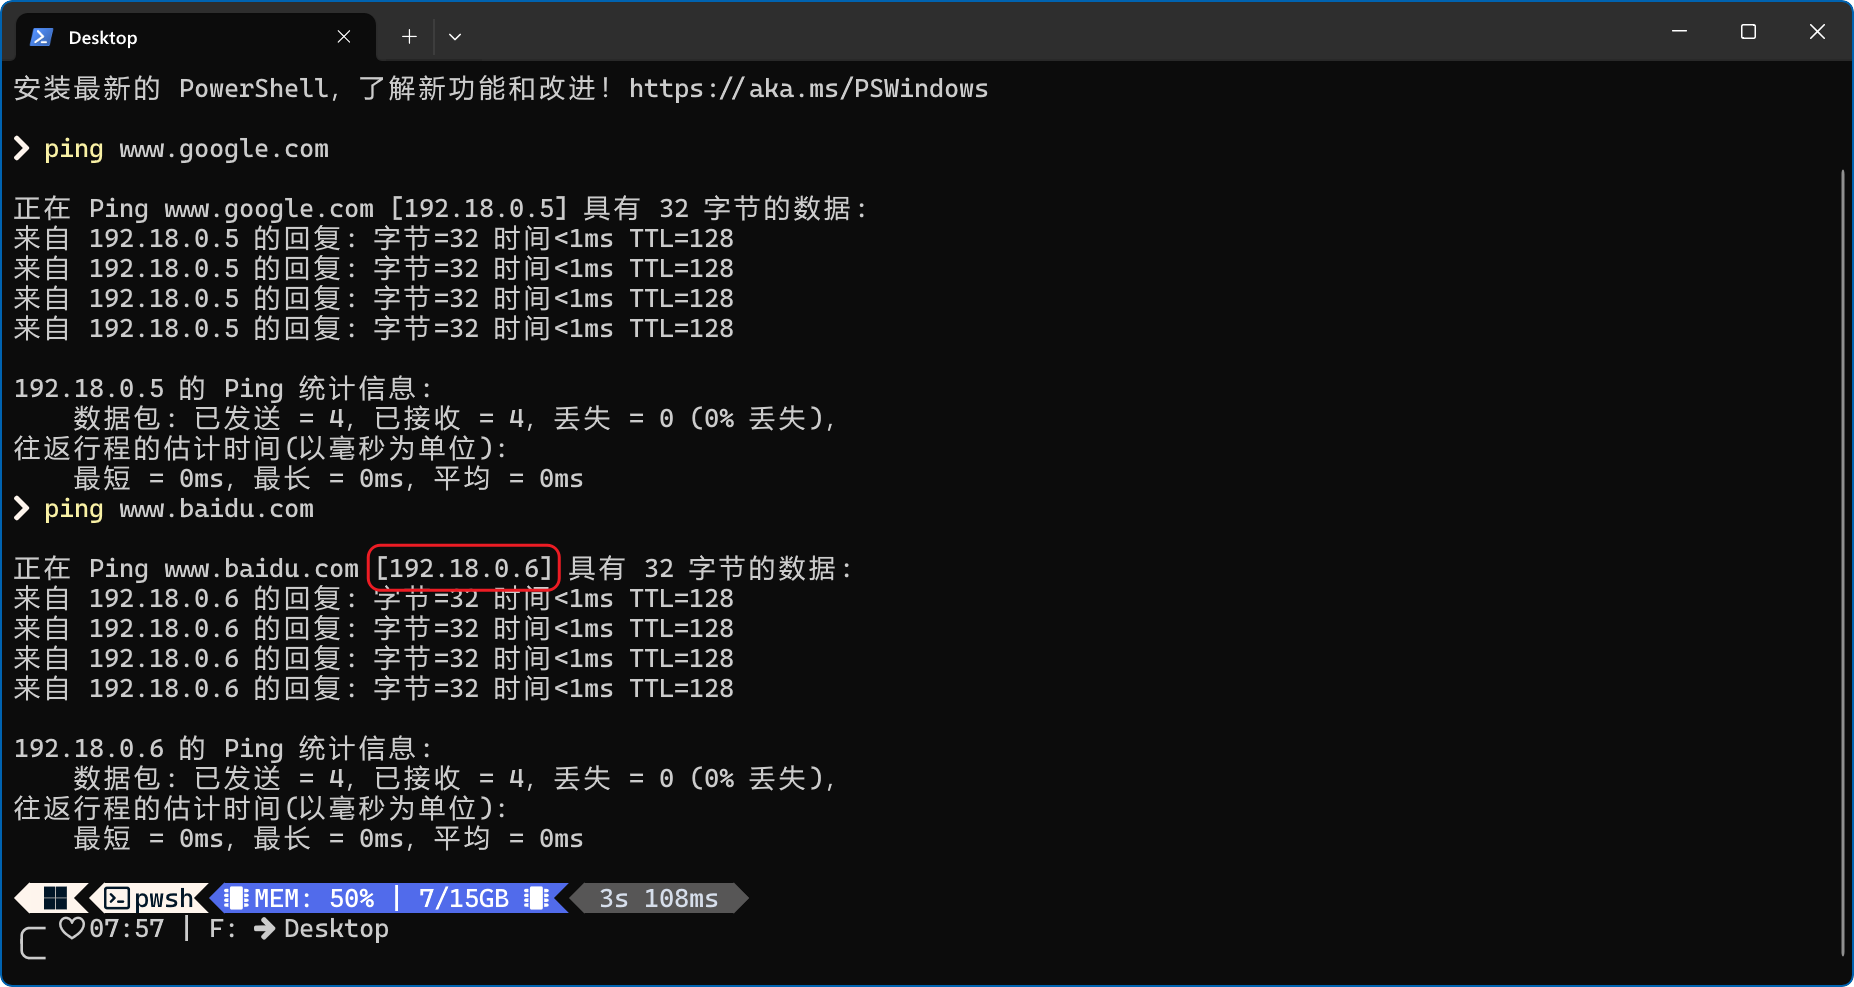 Desktop
安装最新的 PowerShell，了解新功能和改进！https://aka.ms/PSWindows
❯ ping www.google.com
正在 Ping www.google.com [192.18.0.5] 具有 32 字节的数据:
来自 192.18.0.5 的回复: 字节=32 时间<1ms TTL=128
来自 192.18.0.5 的回复: 字节=32 时间<1ms TTL=128
来自 192.18.0.5 的回复: 字节=32 时间<1ms TTL=128
来自 192.18.0.5 的回复: 字节=32 时间<1ms TTL=128
192.18.0.5 的 Ping 统计信息:
数据包: 已发送 = 4，已接收 = 4，丢失 = 0 (0% 丢失)，
往返行程的估计时间(以毫秒为单位):
最短 = 0ms，最长 = 0ms，平均 = 0ms
❯ ping www.baidu.com
正在 Ping www.baidu.com [192.18.0.6] 具有 32 字节的数据:
来自 192.18.0.6 的回复: 字节=32 时间<1ms TTL=128
来自 192.18.0.6 的回复: 字节=32 时间<1ms TTL=128
来自 192.18.0.6 的回复: 字节=32 时间<1ms TTL=128
来自 192.18.0.6 的回复: 字节=32 时间<1ms TTL=128
192.18.0.6 的 Ping 统计信息:
数据包: 已发送 = 4，已接收 = 4，丢失 = 0 (0% 丢失)，
往返行程的估计时间(以毫秒为单位):
最短 = 0ms，最长 = 0ms，平均 = 0ms
pwsh MEM: 50% | 7/15GB 3s 108ms
♡07:57 | F: ➜ Desktop